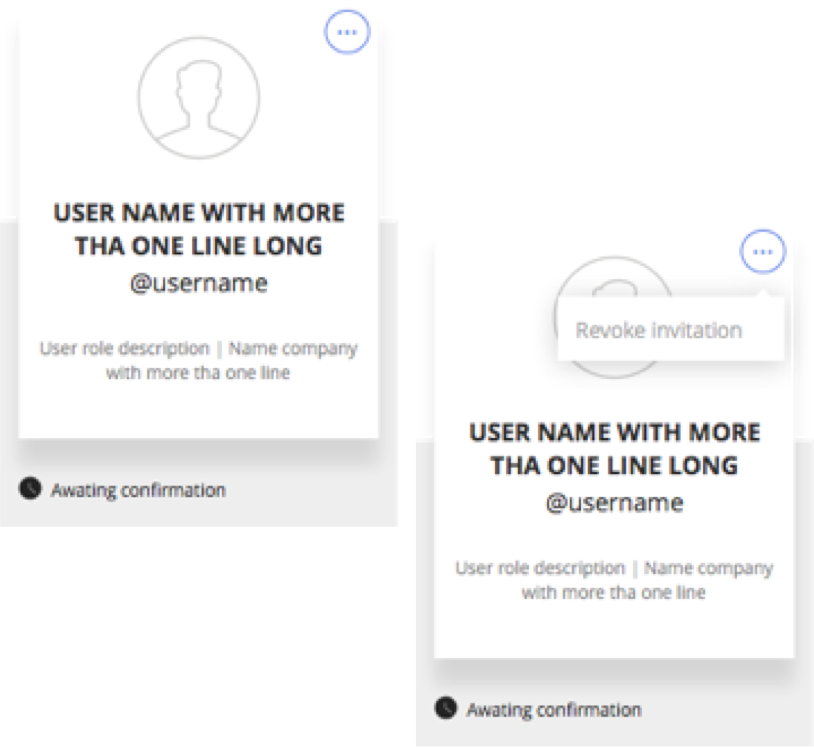 USER NAME WITH MORE
THA ONE LINE LONG
@username
User role description | Name company
with more tha one line
Awating confirmation
Revoke invitation
USER NAME WITH MORE
THA ONE LINE LONG
@username
User role description | Name company
with more tha one line
Awating confirmation